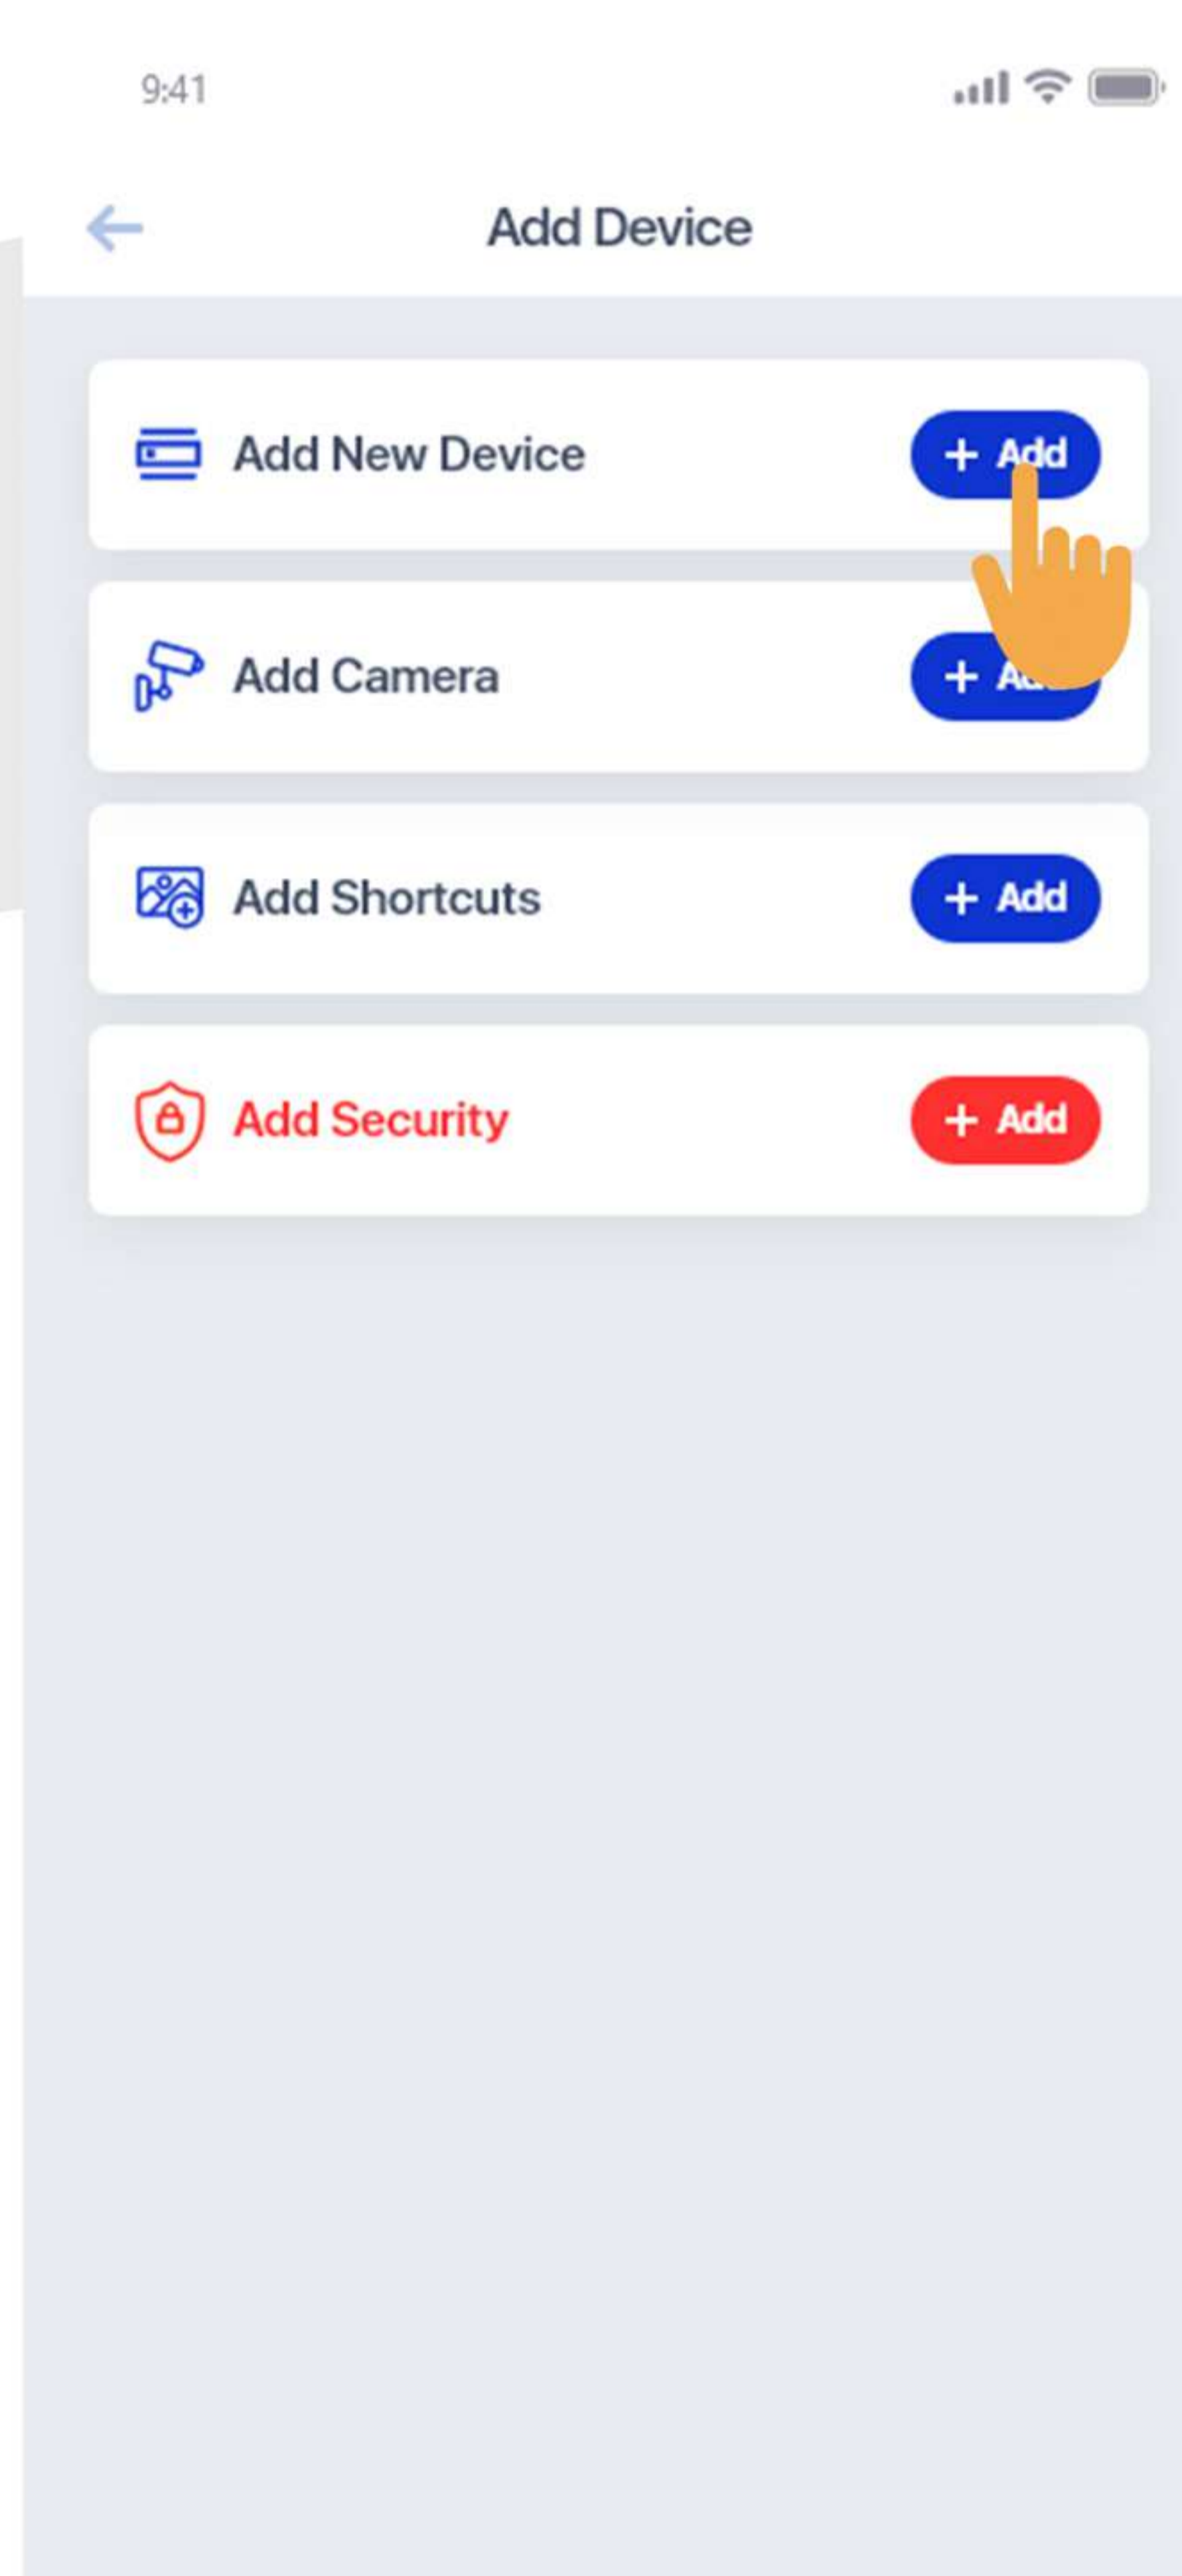 9:41
Add Device
Add New Device
+ Add
Add Camera
+
Add Shortcuts
+ Add
Add Security
+ Add